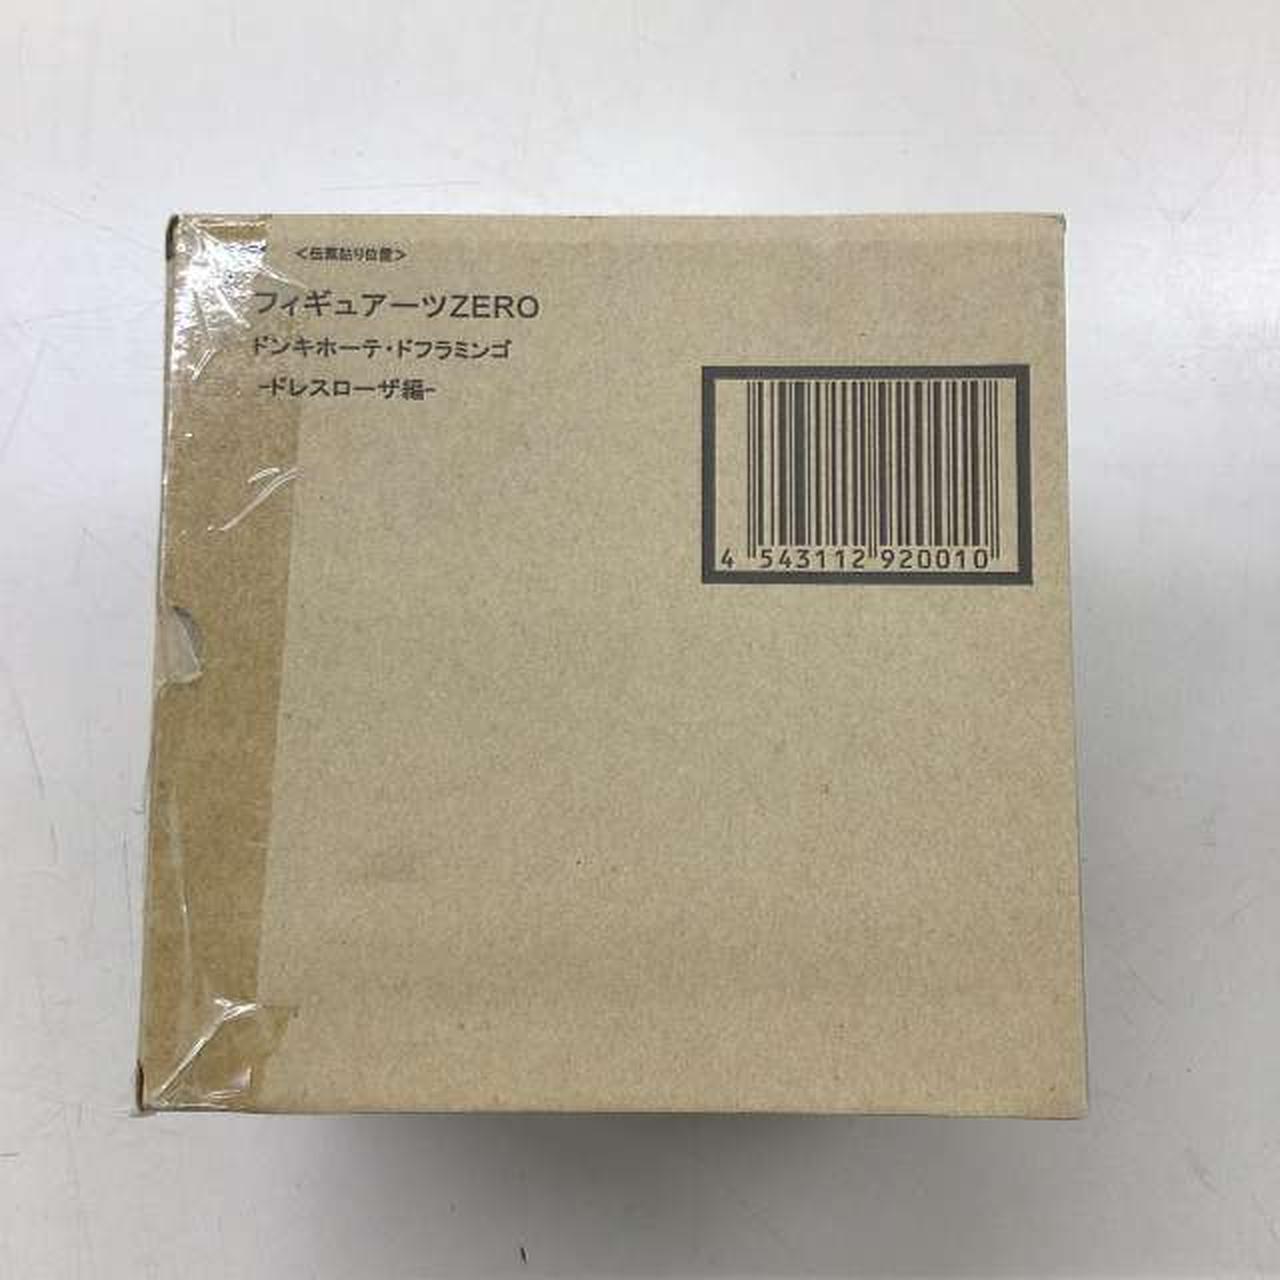 <伝票貼り位置>
フィギュアーツZERO
ドンキホーテ・ドフラミンゴ
-ドレスローザ編-
4 543112 920010